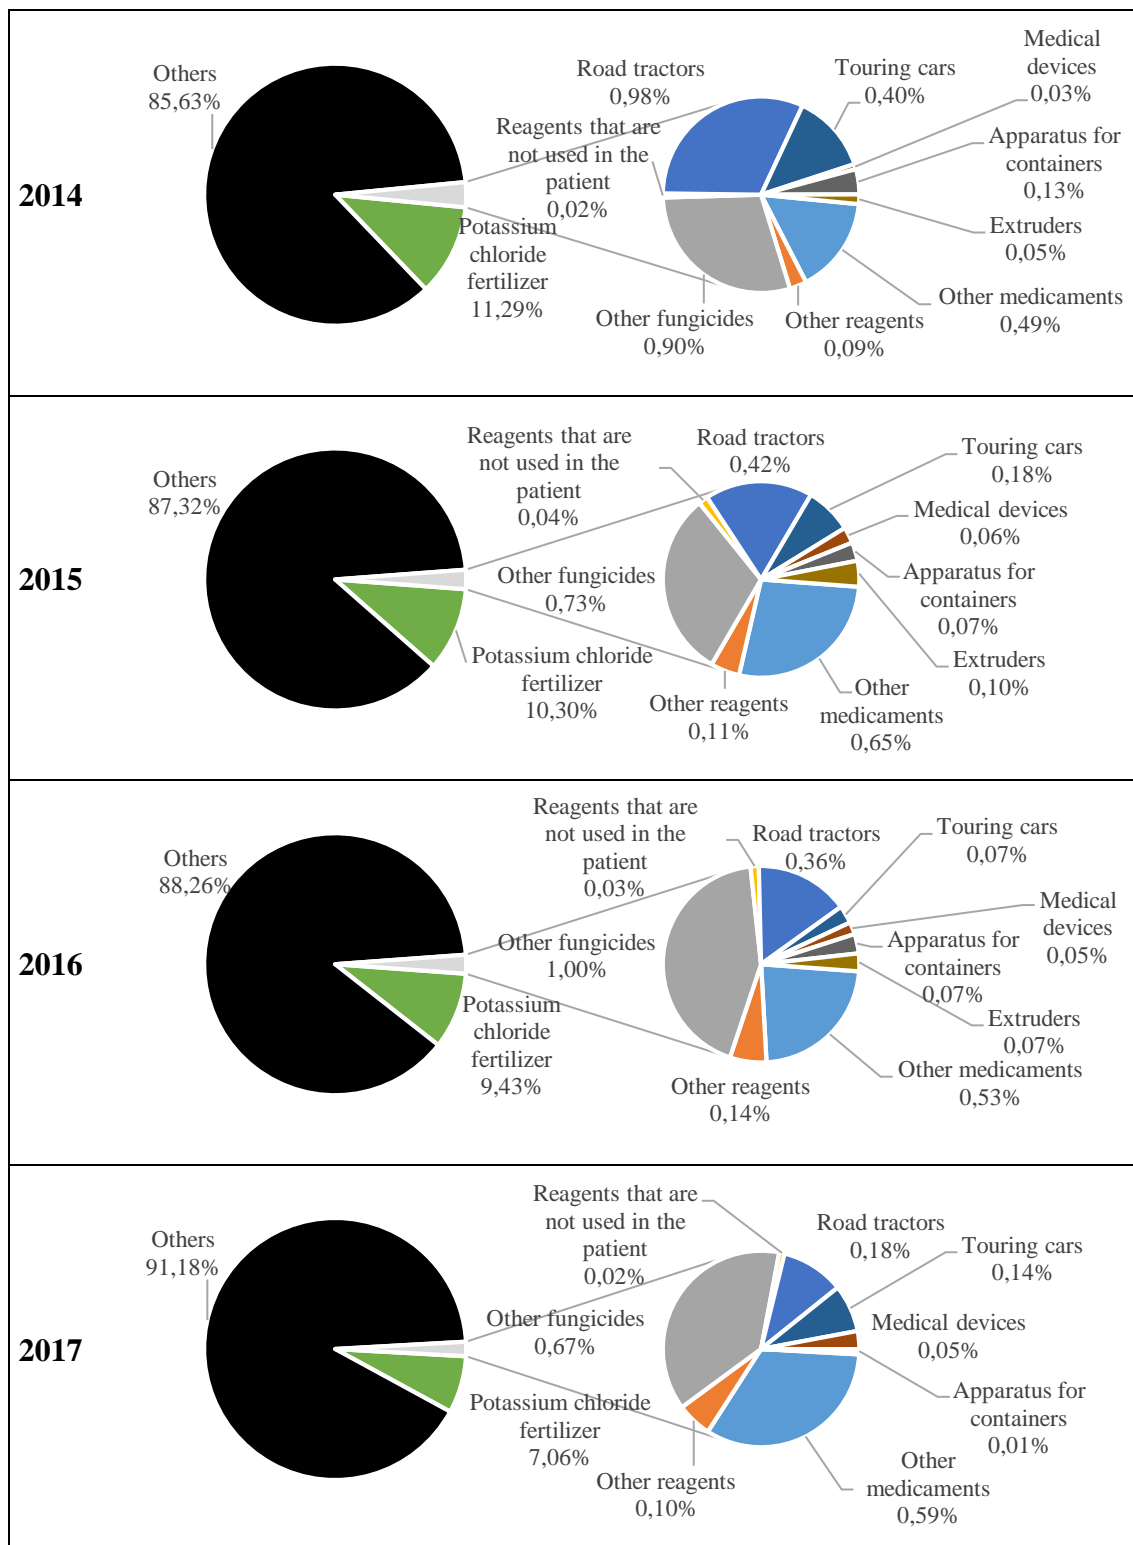 2014
Others
85,63%
Potassium
chloride
fertilizer
11,29%
Reagents that are
not used in the
patient
0,02%
Road tractors
0,98%
Touring cars
0,40%
Medical
devices
0,03%
Apparatus for
containers
0,13%
Extruders
0,05%
Other medicaments
0,49%
Other reagents
0,09%
Other fungicides
0,90%
2015
Others
87,32%
Potassium chloride
fertilizer
10,30%
Reagents that are
not used in the
patient
0,04%
Road tractors
0,42%
Touring cars
0,18%
Medical devices
0,06%
Apparatus for
containers
0,07%
Extruders
0,10%
Other
medicaments
0,65%
Other reagents
0,11%
Other fungicides
0,73%
2016
Others
88,26%
Potassium
chloride
fertilizer
9,43%
Reagents that are
not used in the
patient
0,03%
Road tractors
0,36%
Touring cars
0,07%
Medical
devices
0,05%
Apparatus for
containers
0,07%
Extruders
0,07%
Other medicaments
0,53%
Other reagents
0,14%
Other fungicides
1,00%
2017
Others
91,18%
Potassium chloride
fertilizer
7,06%
Reagents that are
not used in the
patient
0,02%
Road tractors
0,18%
Touring cars
0,14%
Medical devices
0,05%
Apparatus for
containers
0,01%
Other
medicaments
0,59%
Other reagents
0,10%
Other fungicides
0,67%